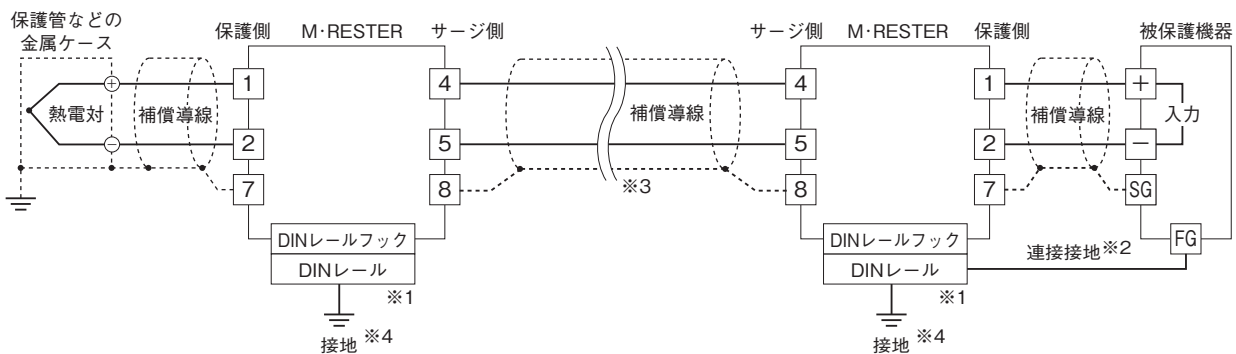 保護管などの
金属ケース
保護側 M・RESTER サージ側
サージ側 M・RESTER 保護側
被保護機器
+ 1 4 4 1 +
熱電対 補償導線 補償導線 補償導線 入力
− 2 5 5 2 −
7 8 ※3 8 7 SG
DINレールフック DINレールフック FG
DINレール DINレール 連接接地※2
※1 ※1
接地 ※4 接地 ※4